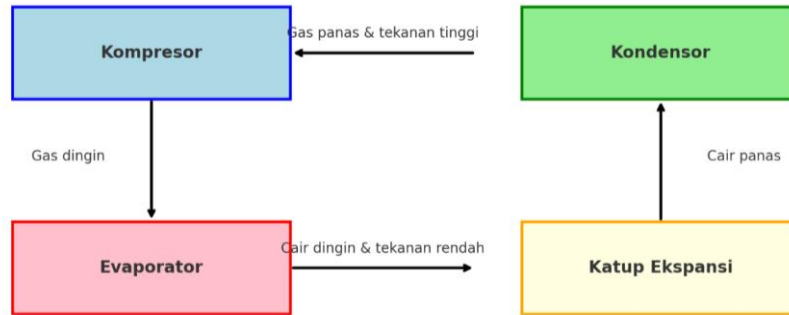 Gas panas & tekanan tinggi
Kompresor
Kondensor
Gas dingin
Cair panas
Cair dingin & tekanan rendah
Evaporator
Katup Ekspansi